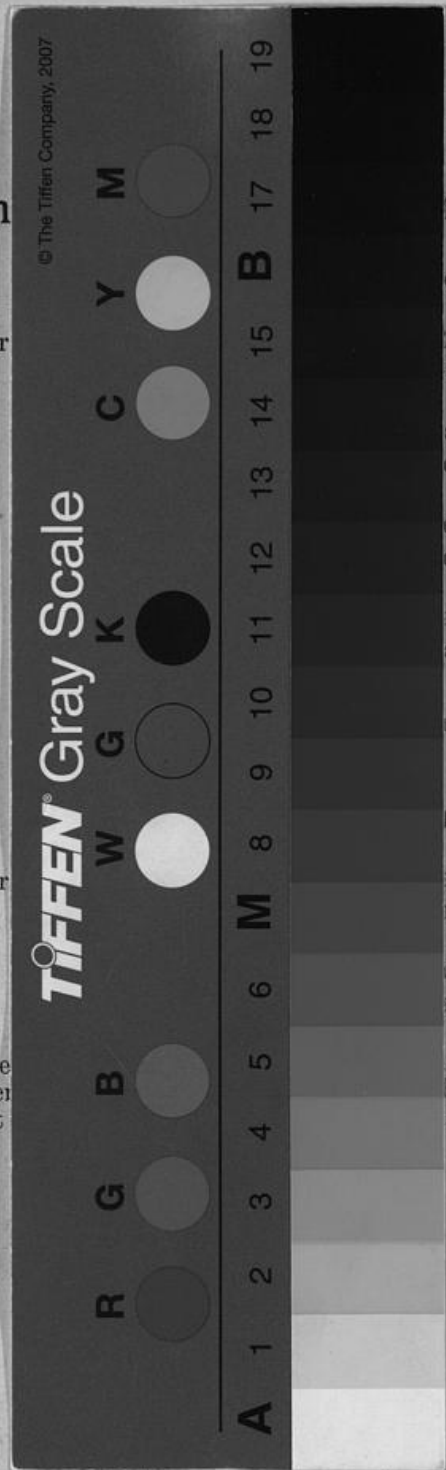 © The Tiffen Company, 2007
TIFFEN® Gray Scale
R G B W G K C Y M
A 1 2 3 4 5 6 M 8 9 10 11 12 13 14 15 B 17 18 19